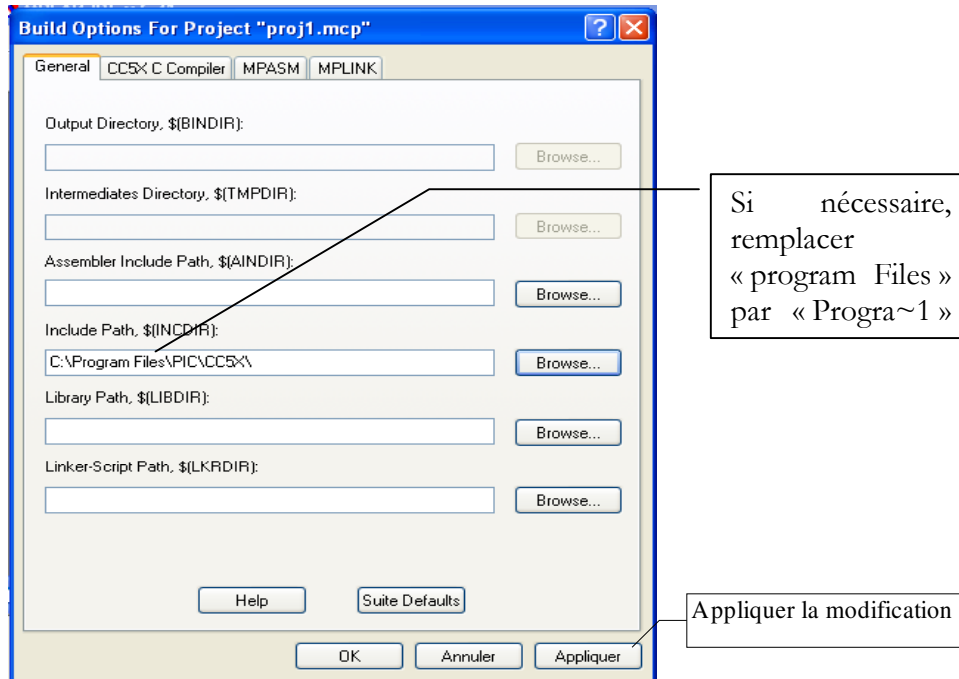 Build Options For Project "proj1.mcp"
General
CC5X C Compiler
MPASM
MPLINK
Output Directory, $(BINDIR):
Browse...
Intermediates Directory, $(TMPDIR):
Browse...
Assembler Include Path, $(AINDIR):
Browse...
Include Path, $(INCDIR):
C:\Program Files\PIC\CC5X\
Browse...
Library Path, $(LIBDIR):
Browse...
Linker-Script Path, $(LKRDIR):
Browse...
Help
Suite Defaults
OK
Annuler
Appliquer
Si nécessaire,
remplacer
« program Files »
par « Progra~1 »
Appliquer la modification